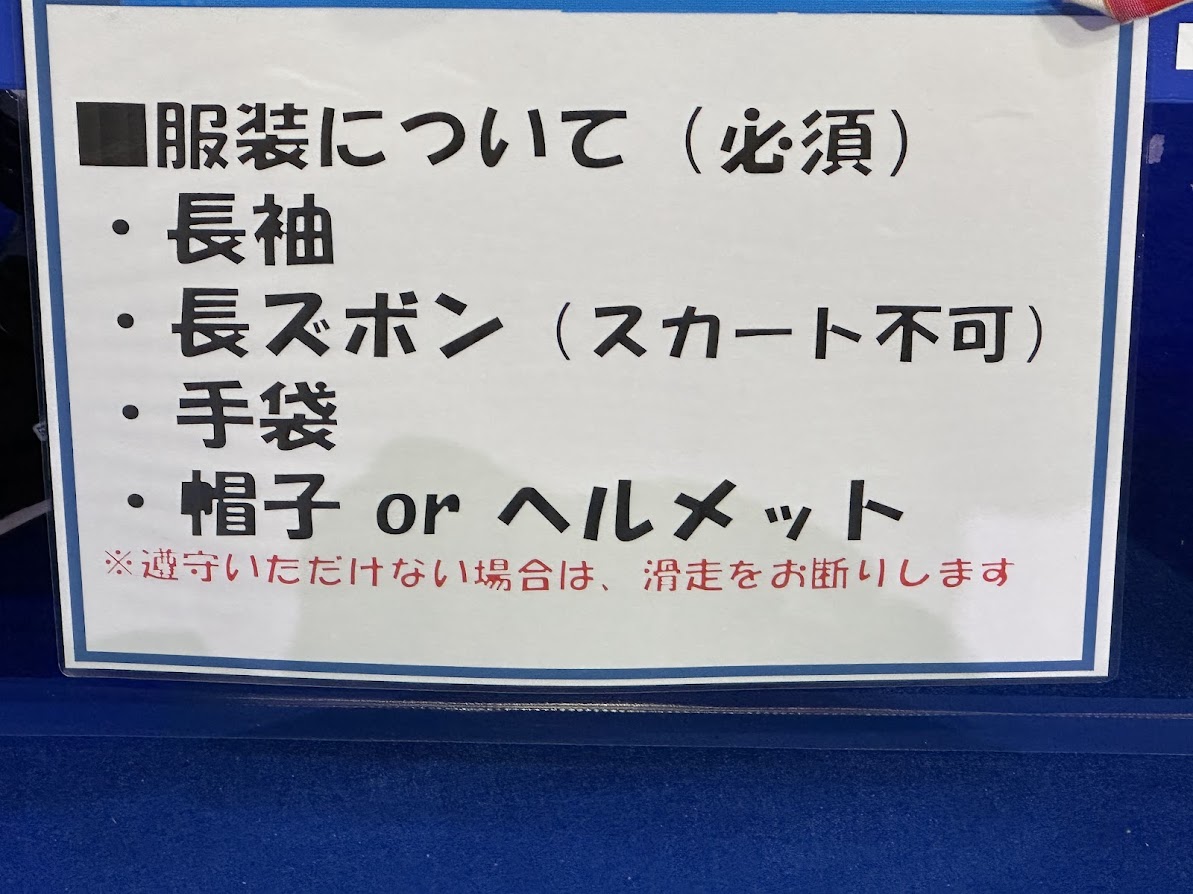 ■服装について（必須）
・長袖
・長ズボン（スカート不可）
・手袋
・帽子 or ヘルメット
※遵守いただけない場合は、滑走をお断りします